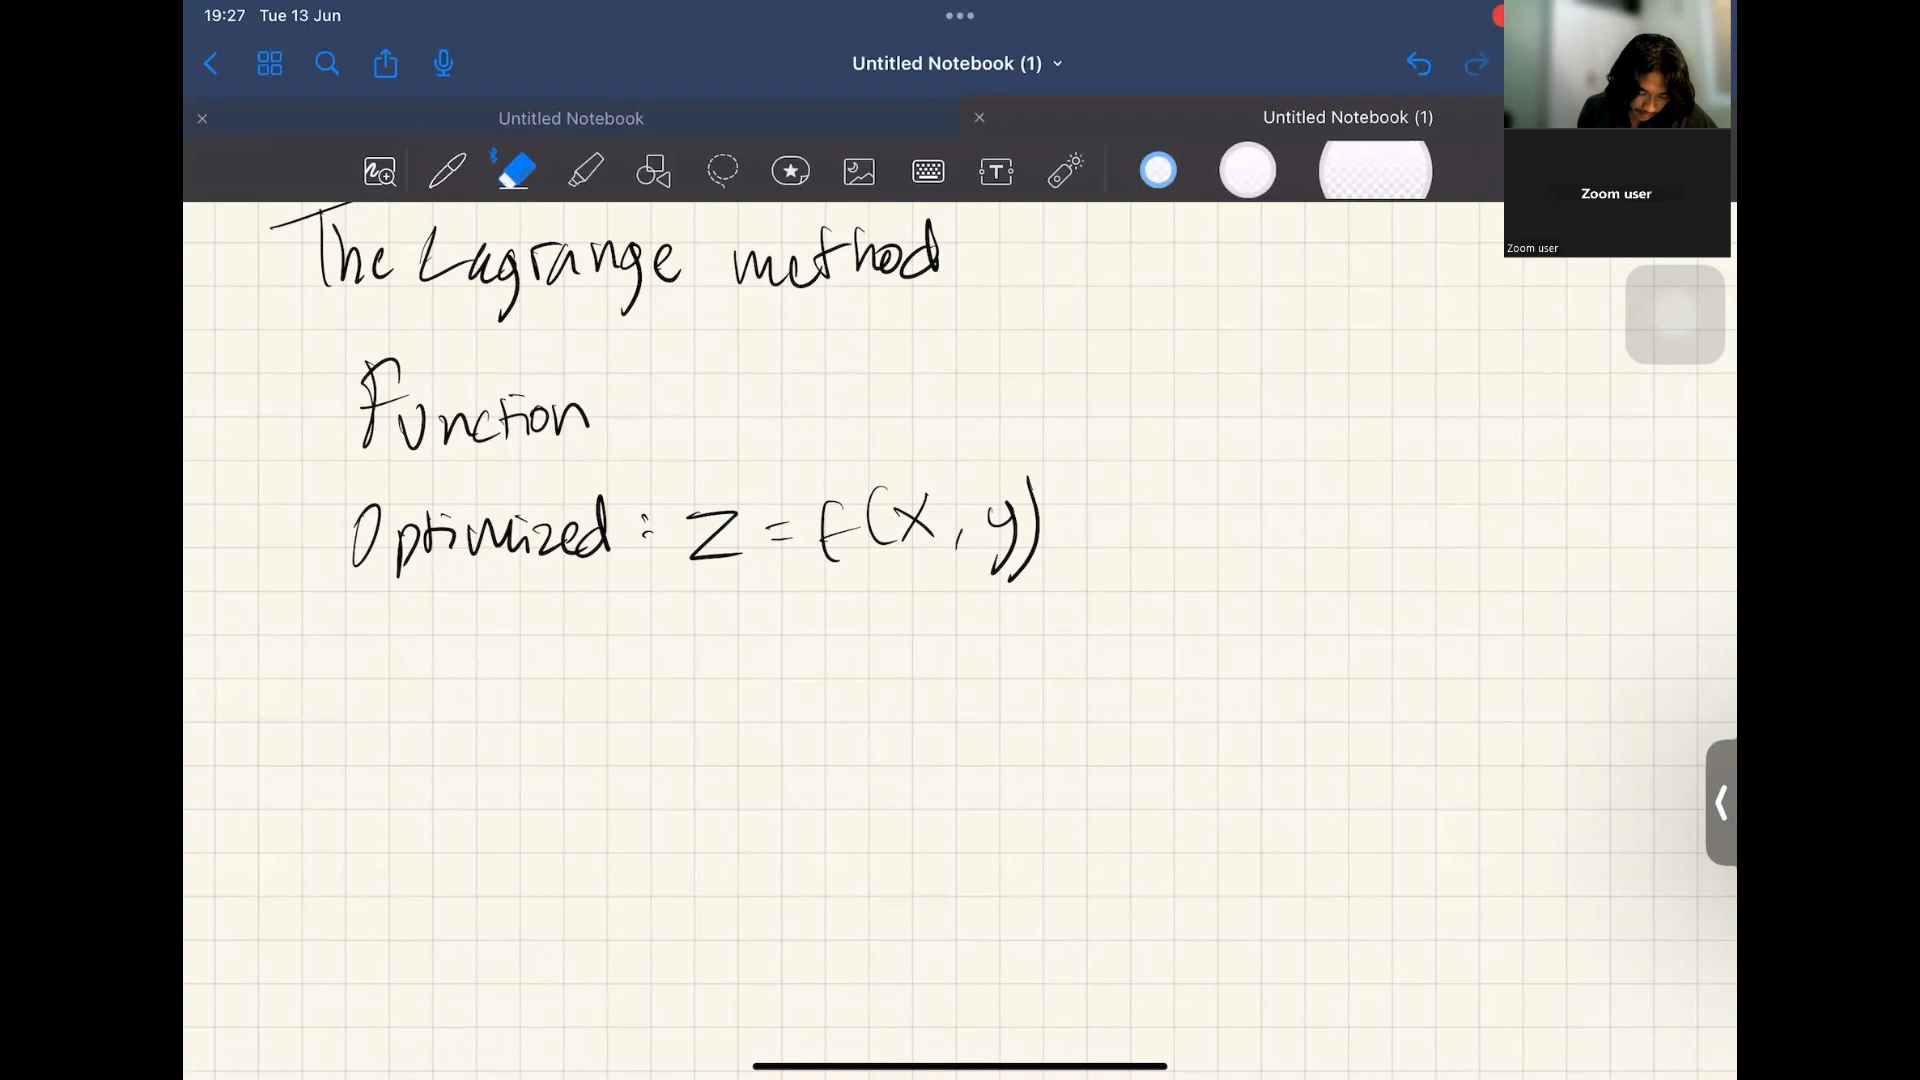 19:27 Tue 13 Jun
Untitled Notebook (1)
Untitled Notebook
Untitled Notebook (1)
T
Zoom user
Zoom user
The Lagrange method
Function
Optimized : Z = f(x, y)